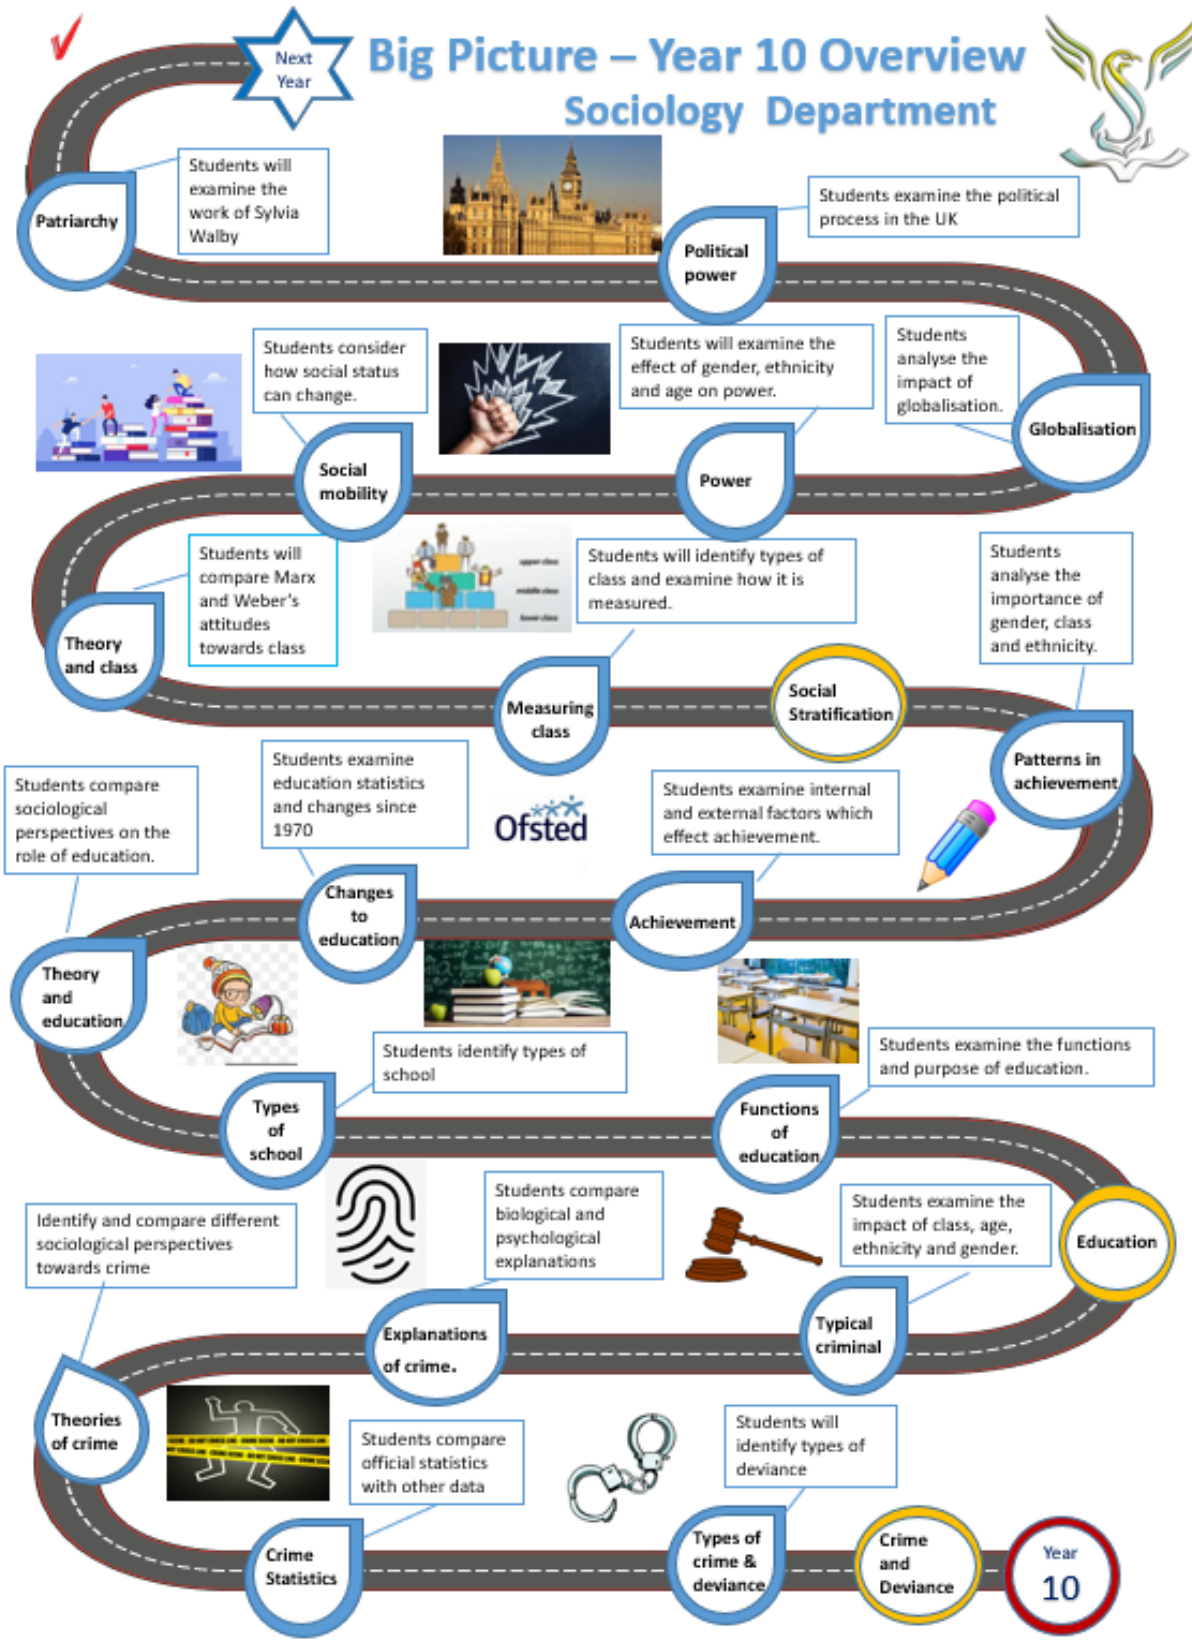 Next
Year
Big Picture – Year 10 Overview
Sociology Department
Students will
examine the
work of Sylvia
Walby
Patriarchy
Students examine the political
process in the UK
Political
power
Students consider
how social status
can change.
Students will examine the
effect of gender, ethnicity
and age on power.
Students
analyse the
impact of
globalisation.
Globalisation
Social
mobility
Power
Students will
compare Marx
and Weber's
attitudes
towards class
upper class
middle class
lower class
Students will identify types of
class and examine how it is
measured.
Students
analyse the
importance of
gender, class
and ethnicity.
Theory
and class
Measuring
class
Social
Stratification
Patterns in
achievement
Students compare
sociological
perspectives on the
role of education.
Students examine
education statistics
and changes since
1970
Ofsted
Students examine internal
and external factors which
effect achievement.
Changes
to
education
Achievement
Theory
and
education
Students identify types of
school
Students examine the functions
and purpose of education.
Types
of
school
Functions
of
education
Identify and compare different
sociological perspectives
towards crime
Students compare
biological and
psychological
explanations
Students examine the
impact of class, age,
ethnicity and gender.
Education
Explanations
of crime.
Typical
criminal
Theories
of crime
Students compare
official statistics
with other data
Students will
identify types of
deviance
Crime
Statistics
Types of
crime &
deviance
Crime
and
Deviance
Year
10